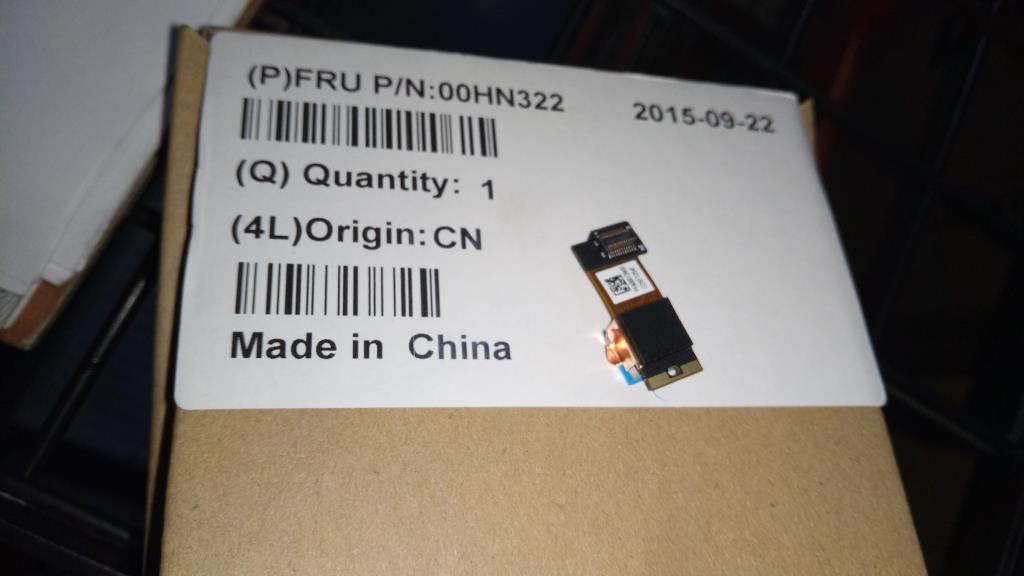 (P)FRU P/N:00HN322
2015-09-22
(Q) Quantity: 1
(4L)Origin:CN
Made in China